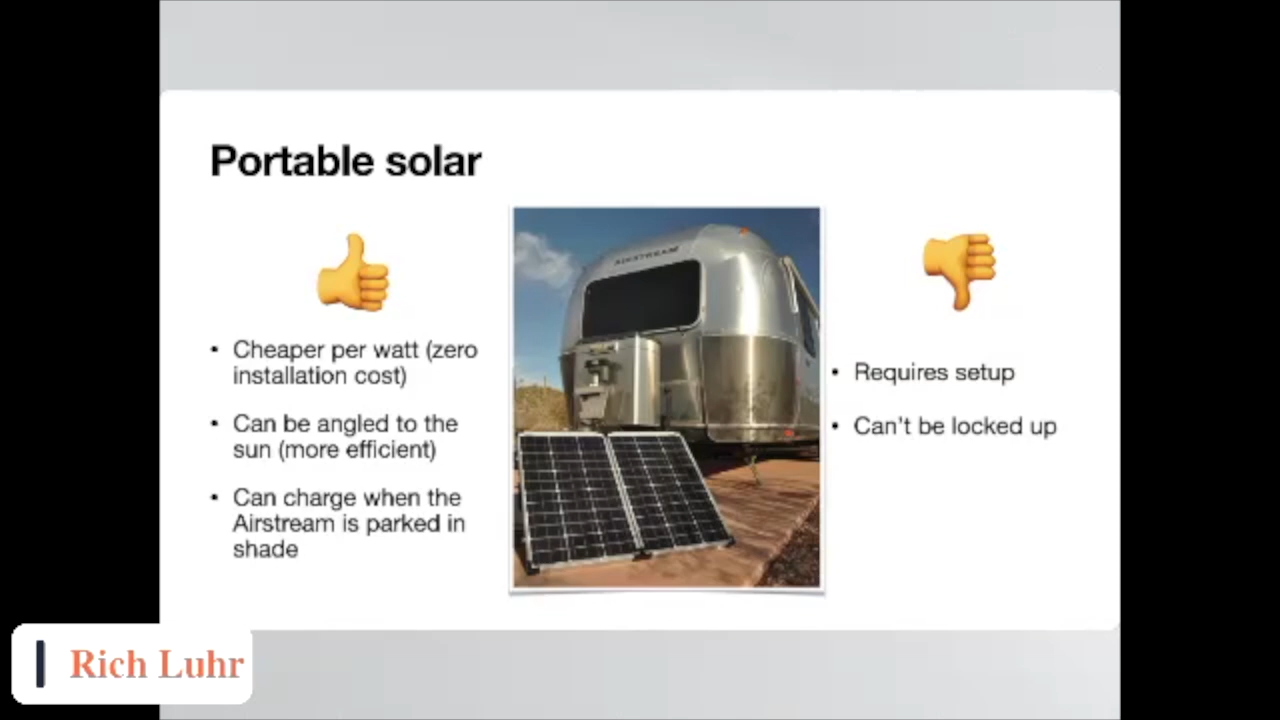 Portable solar
• Cheaper per watt (zero
installation cost)
• Can be angled to the
sun (more efficient)
• Can charge when the
Airstream is parked in
shade
AIRSTREAM
• Requires setup
• Can't be locked up
Rich Luhr